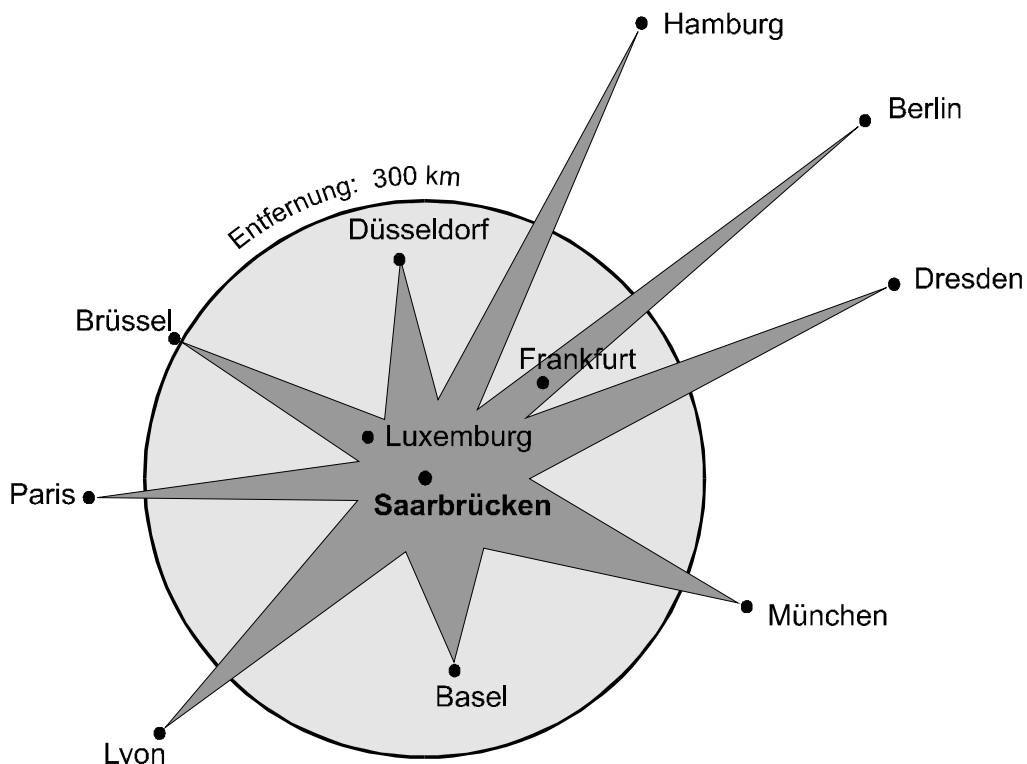 Hamburg
Berlin
Entfernung: 300 km
Düsseldorf
Dresden
Brüssel
Frankfurt
Luxemburg
Paris
Saarbrücken
München
Basel
Lyon